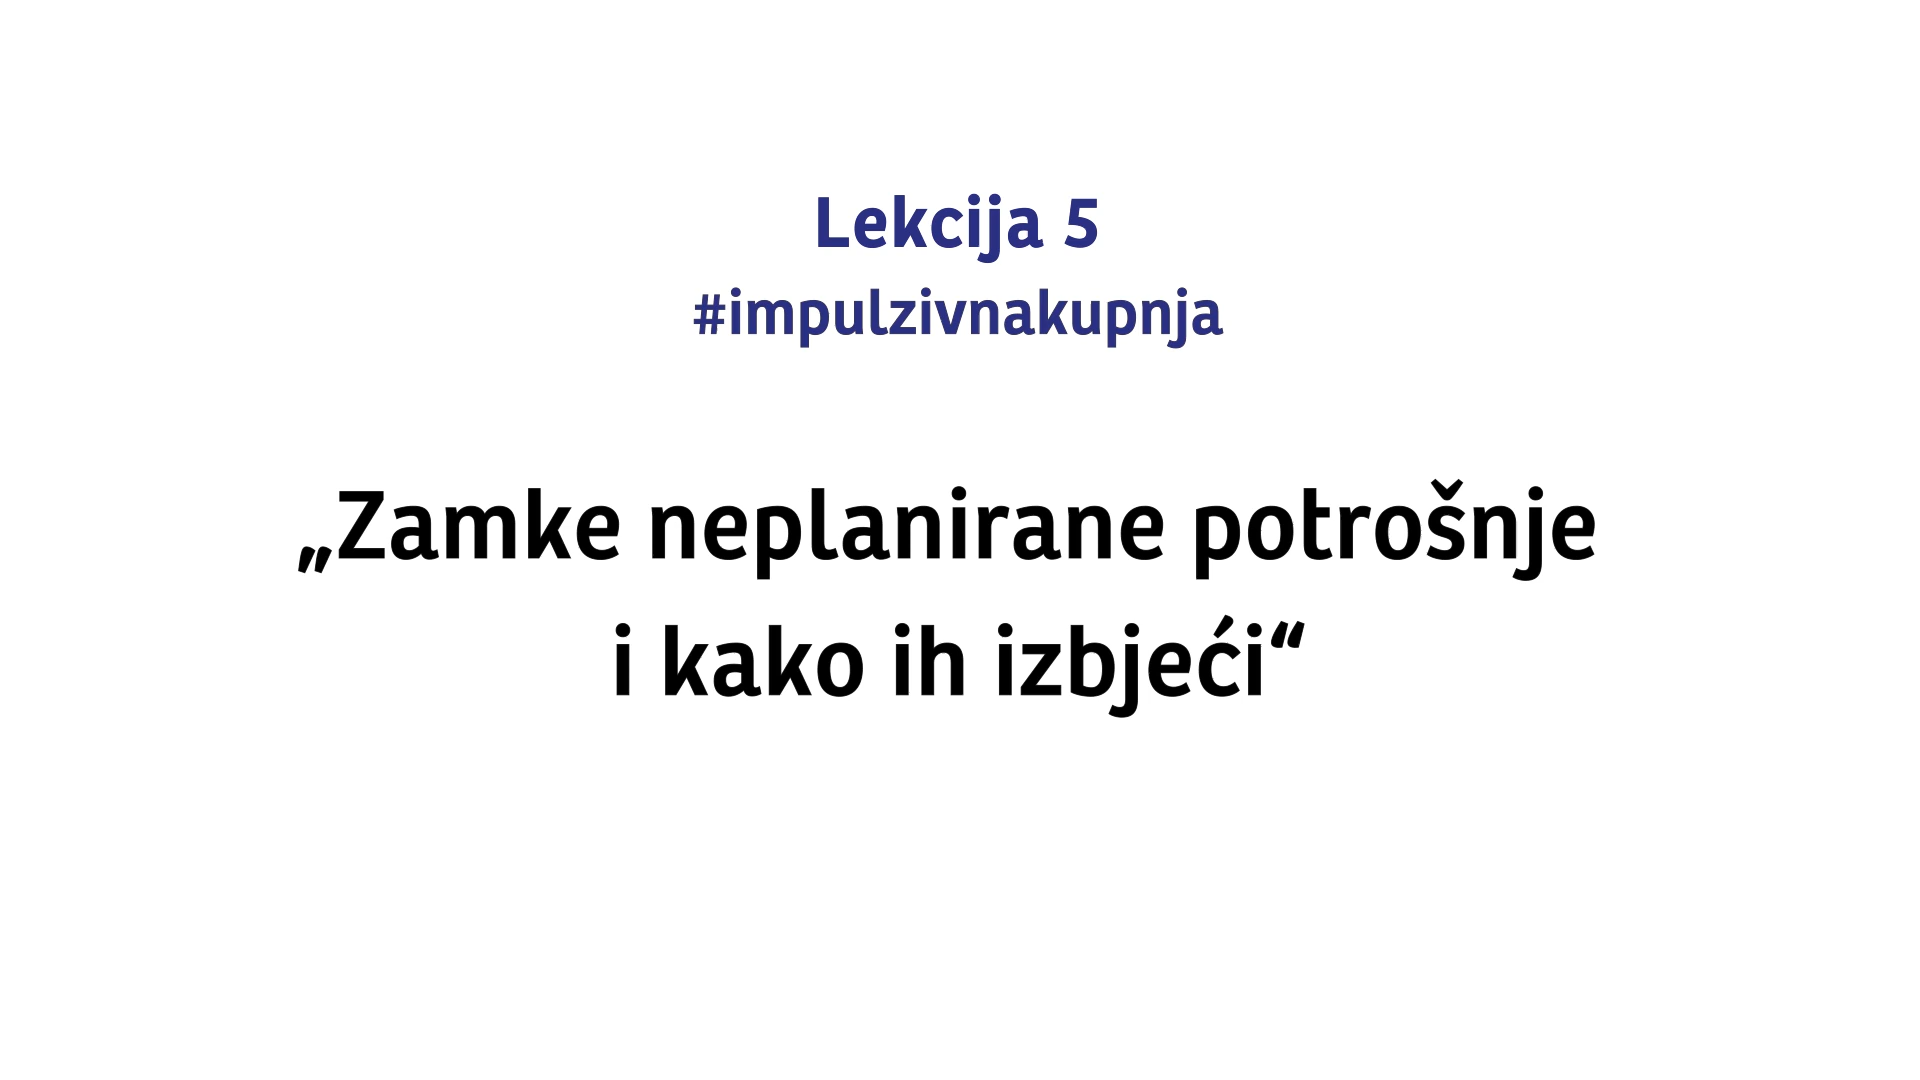 Lekcija 5
#impulzivnakupnja
„Zamke neplanirane potrošnje
i kako ih izbjeći“